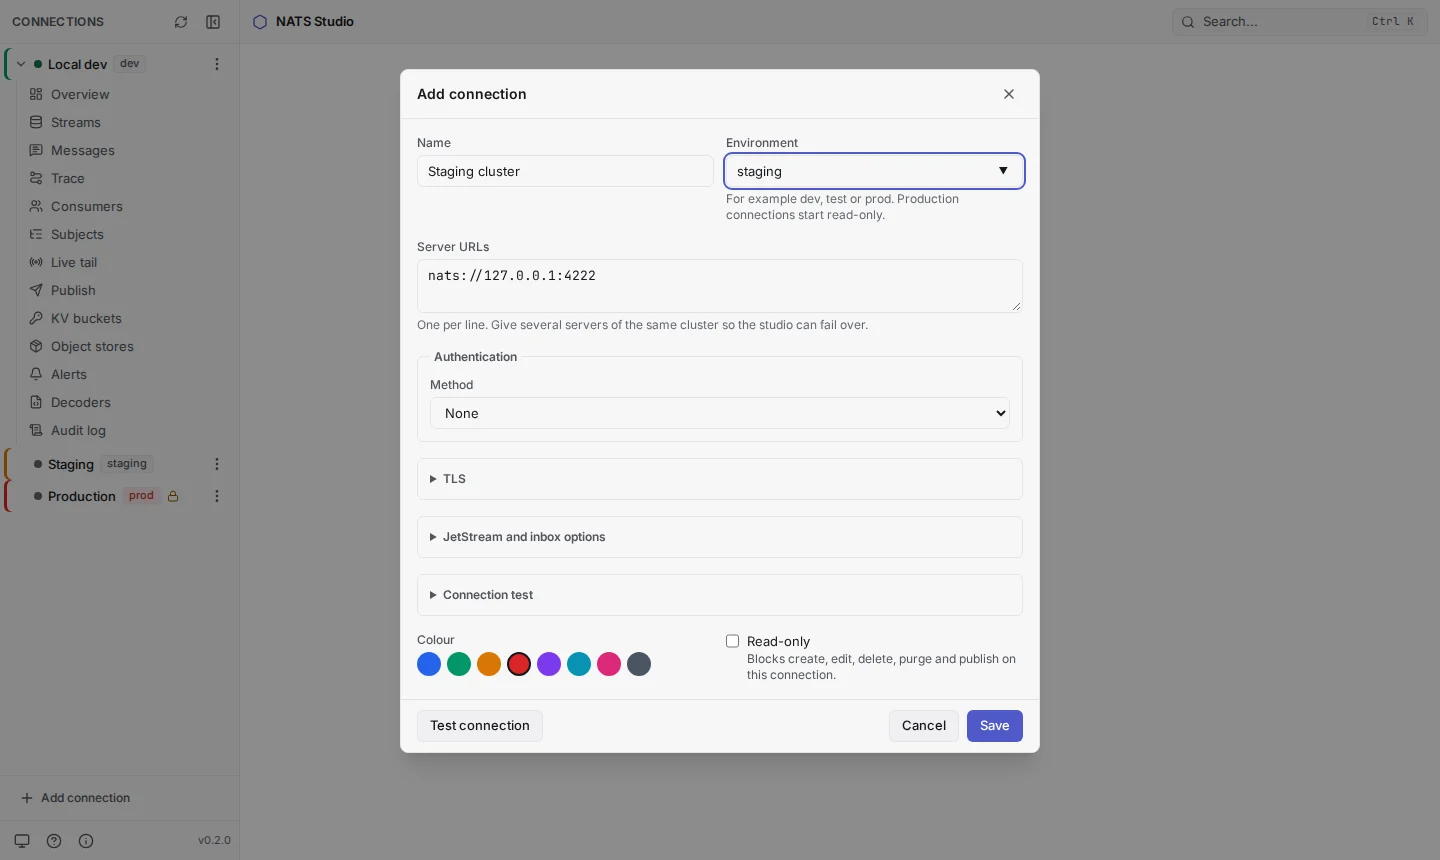 CONNECTIONS
NATS Studio
Search...
Ctrl K
Local dev
dev
Overview
Streams
Messages
Trace
Consumers
Subjects
Live tail
Publish
KV buckets
Object stores
Alerts
Decoders
Audit log
Staging
staging
Production
prod
Add connection
v0.2.0
Add connection
Name
Staging cluster
Environment
staging
For example dev, test or prod. Production
connections start read-only.
Server URLs
nats://127.0.0.1:4222
One per line. Give several servers of the same cluster so the studio can fail over.
Authentication
Method
None
TLS
JetStream and inbox options
Connection test
Colour
Read-only
Blocks create, edit, delete, purge and publish on
this connection.
Test connection
Cancel
Save